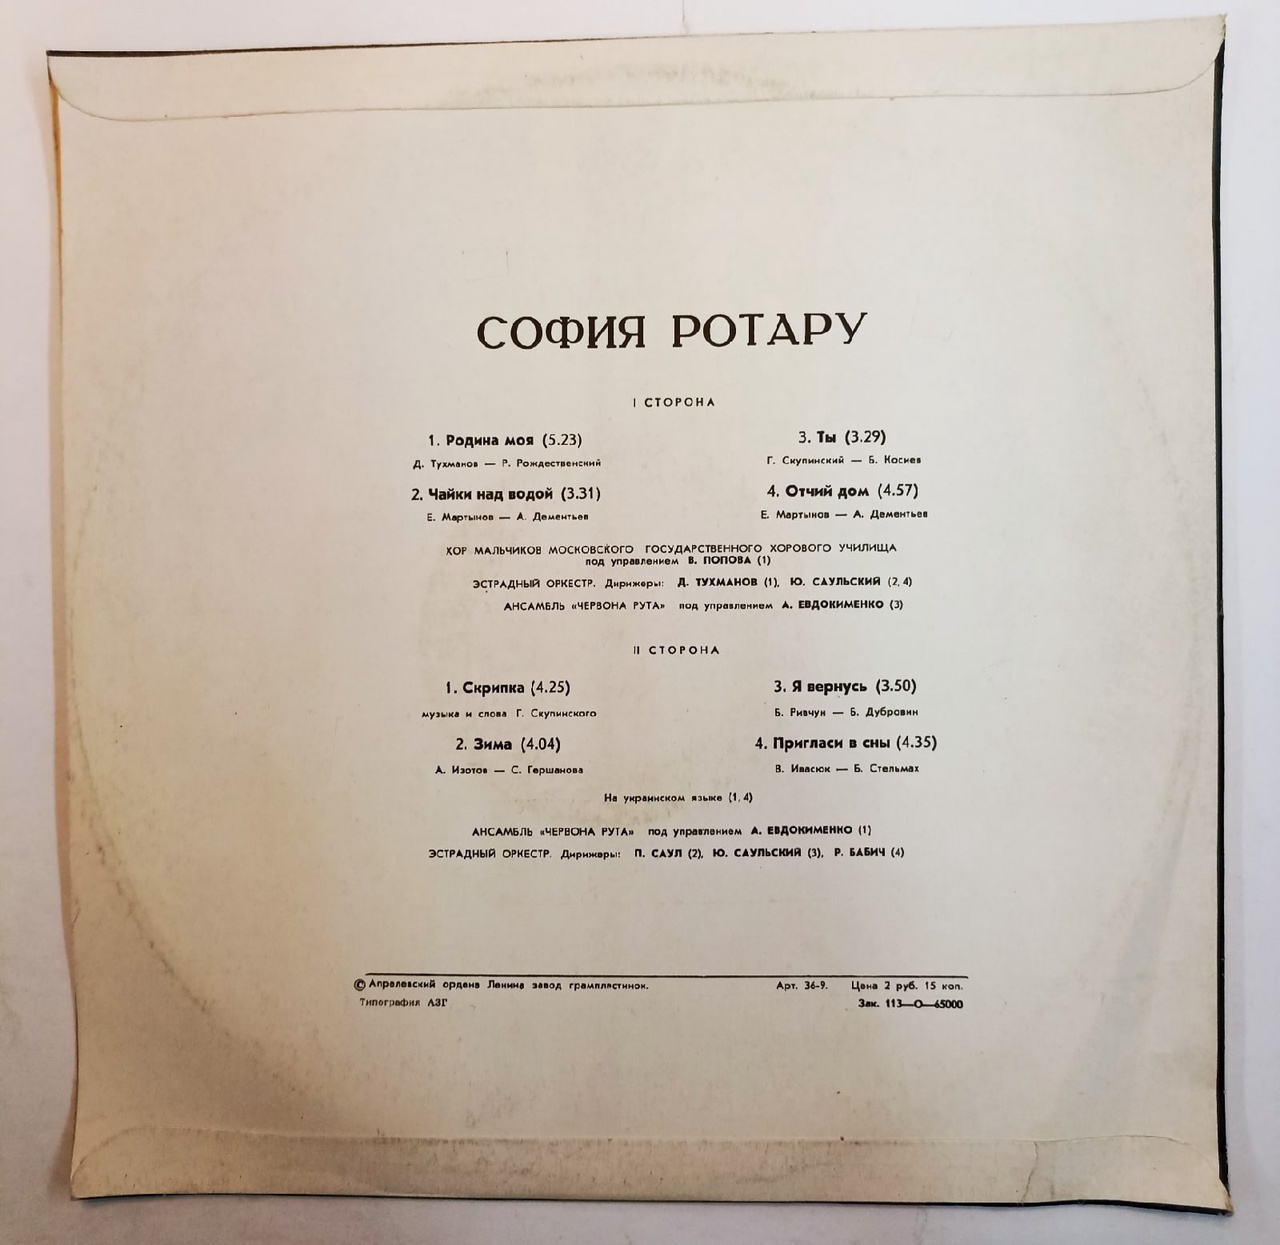 СОФИЯ РОТАРУ
I СТОРОНА
1. Родина моя (5.23)
Д. Тухманов — Р. Рождественский
2. Чайки над водой (3.31)
Е. Мартынов — А. Дементьев
3. Ты (3.29)
Г. Скупинский — Б. Косиев
4. Отчий дом (4.57)
Е. Мартынов — А. Дементьев
ХОР МАЛЬЧИКОВ МОСКОВСКОГО ГОСУДАРСТВЕННОГО ХОРОВОГО УЧИЛИЩА
под управлением В. ПОПОВА (1)
ЭСТРАДНЫЙ ОРКЕСТР. Дирижеры: Д. ТУХМАНОВ (1), Ю. САУЛЬСКИЙ (2, 4)
АНСАМБЛЬ «ЧЕРВОНА РУТА» под управлением А. ЕВДОКИМЕНКО (3)
II СТОРОНА
1. Скрипка (4.25)
музыка и слова Г. Скупинского
2. Зима (4.04)
А. Изотов — С. Гершанова
3. Я вернусь (3.50)
Б. Ривчун — Б. Дубровин
4. Пригласи в сны (4.35)
В. Ивасюк — Б. Стельмах
На украинском языке (1, 4)
АНСАМБЛЬ «ЧЕРВОНА РУТА» под управлением А. ЕВДОКИМЕНКО (1)
ЭСТРАДНЫЙ ОРКЕСТР. Дирижеры: П. САУЛ (2), Ю. САУЛЬСКИЙ (3), Р. БАБИЧ (4)
© Апрелевский ордена Ленина завод грампластинок. Арт. 36-9. Цена 2 руб. 15 коп.
Типография АЗГ Зак. 113—О—65000